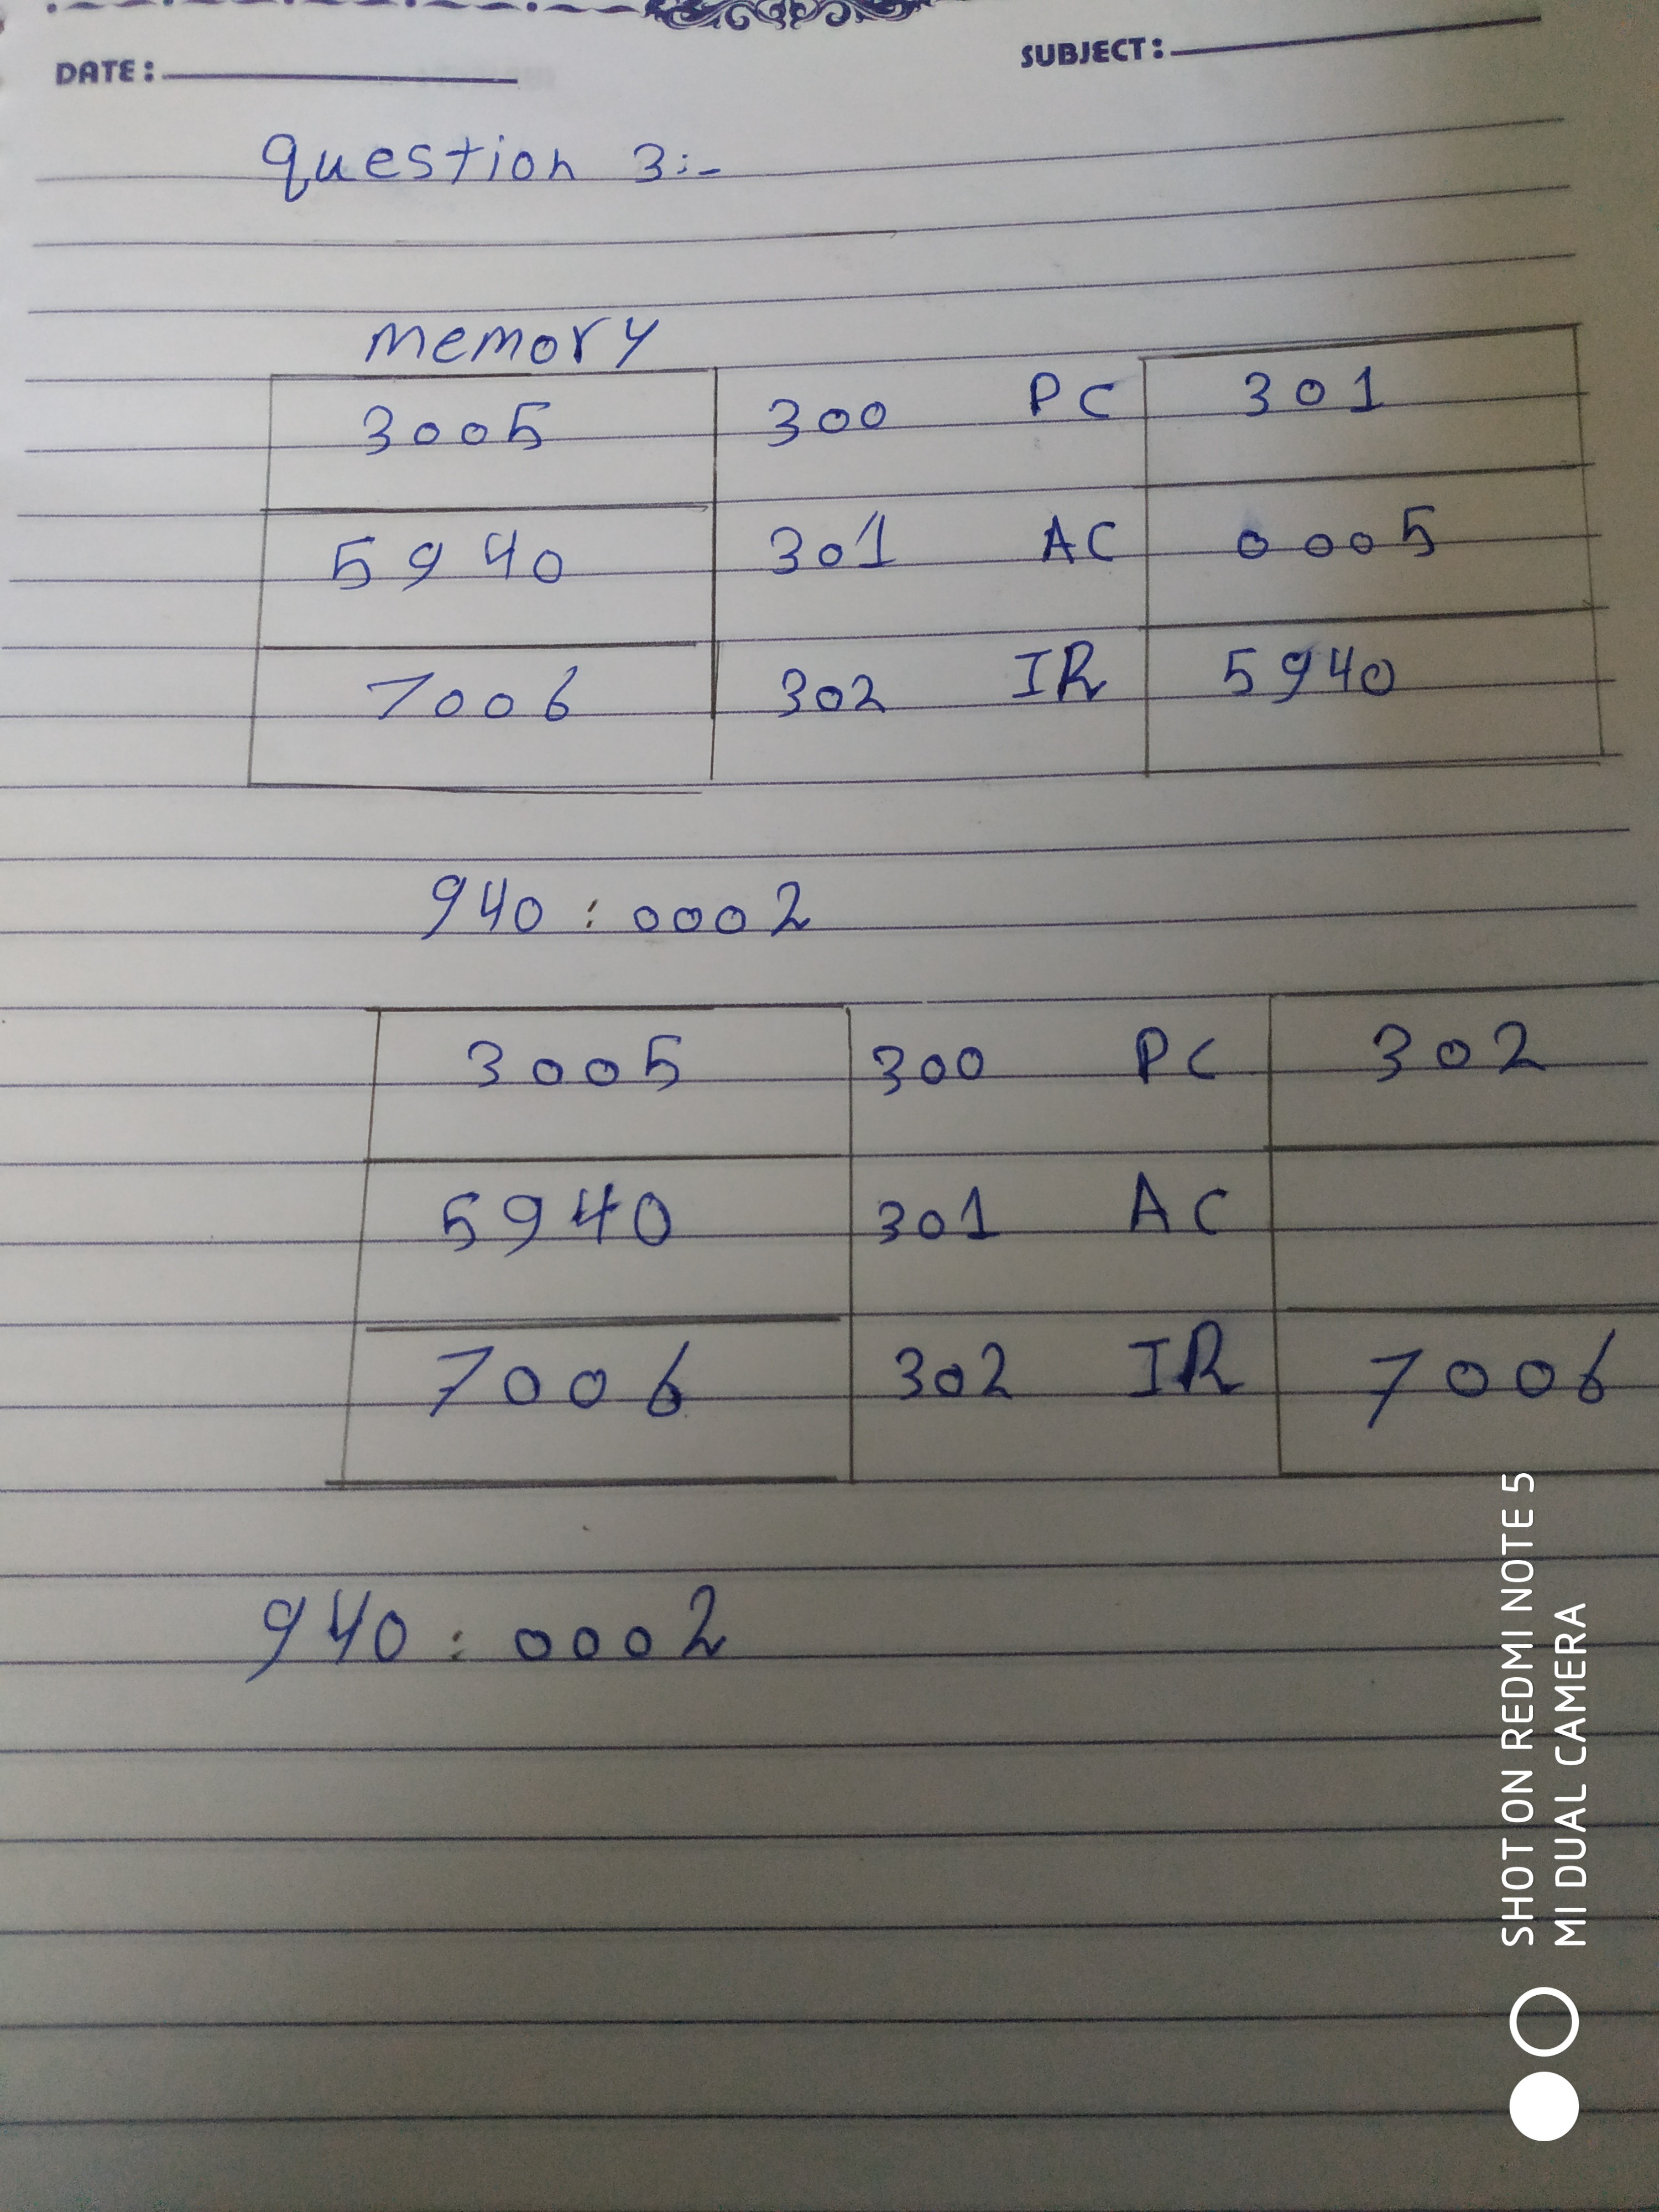 DATE: SUBJECT:
question 3:-
memory
3005 300 PC 301
5940 301 AC 0005
7006 302 IR 5940
940 : 0002
3005 300 PC 302
5940 301 AC
7006 302 IR 7006
940 : 0002
SHOT ON REDMI NOTE 5
MI DUAL CAMERA